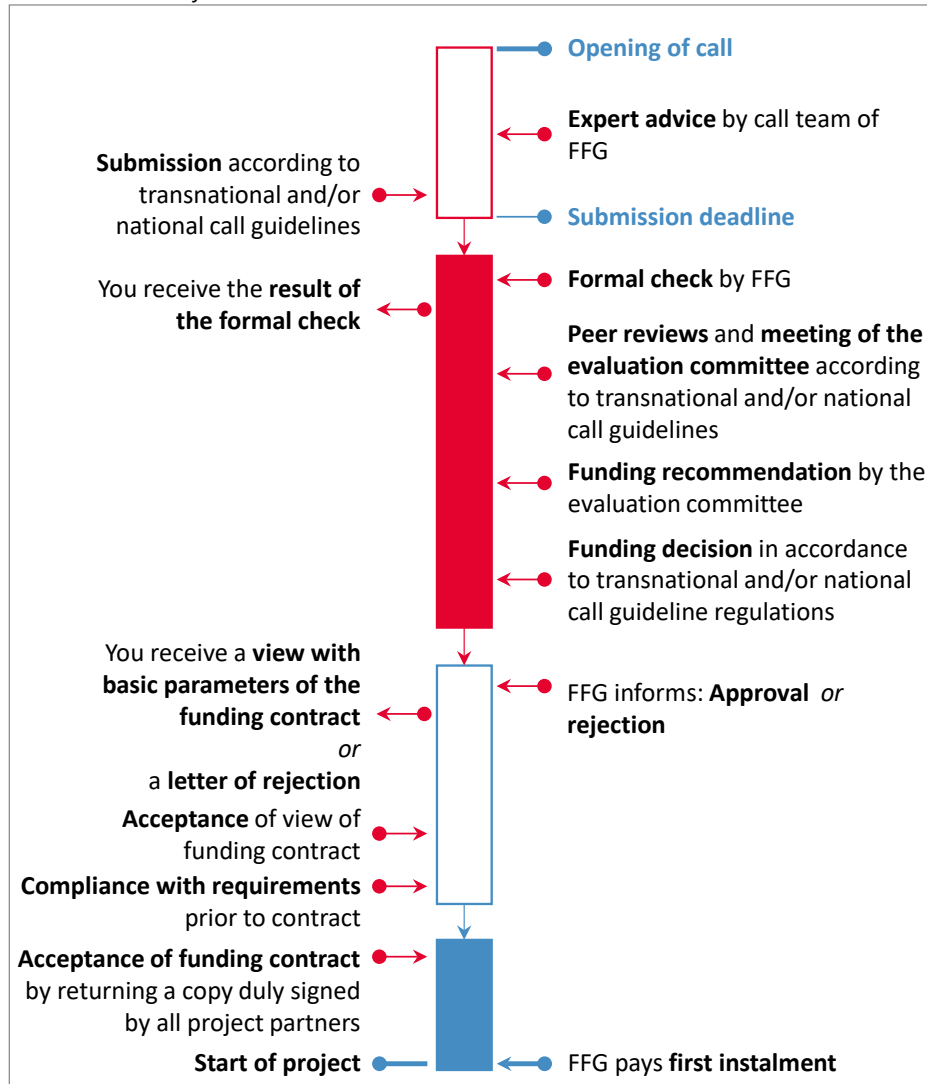 Opening of call
Expert advice by call team of
FFG
Submission according to
transnational and/or
national call guidelines
Submission deadline
Formal check by FFG
You receive the result of
the formal check
Peer reviews and meeting of the
evaluation committee according
to transnational and/or national
call guidelines
Funding recommendation by the
evaluation committee
Funding decision in accordance
to transnational and/or national
call guideline regulations
You receive a view with
basic parameters of the
funding contract
or
a letter of rejection
FFG informs: Approval or
rejection
Acceptance of view of
funding contract
Compliance with requirements
prior to contract
Acceptance of funding contract
by returning a copy duly signed
by all project partners
Start of project
FFG pays first instalment